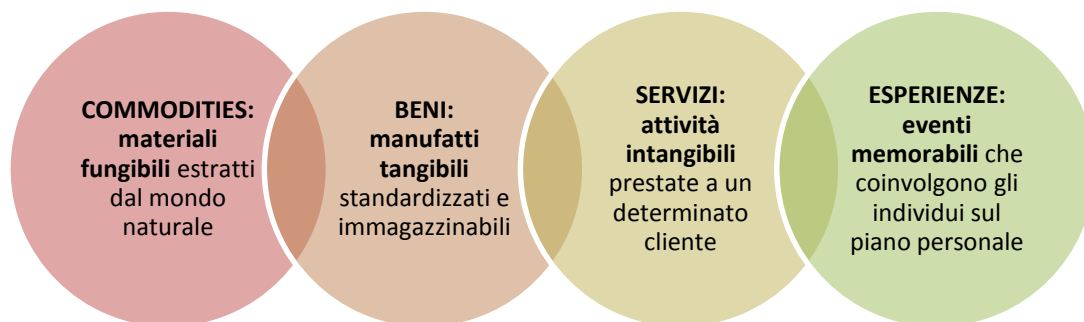 COMMODITIES:
materiali
fungibili estratti
dal mondo
naturale
BENI:
manufatti
tangibili
standardizzati e
immagazzinabili
SERVIZI:
attività
intangibili
prestate a un
determinato
cliente
ESPERIENZE:
eventi
memorabili che
coinvolgono gli
individui sul
piano personale